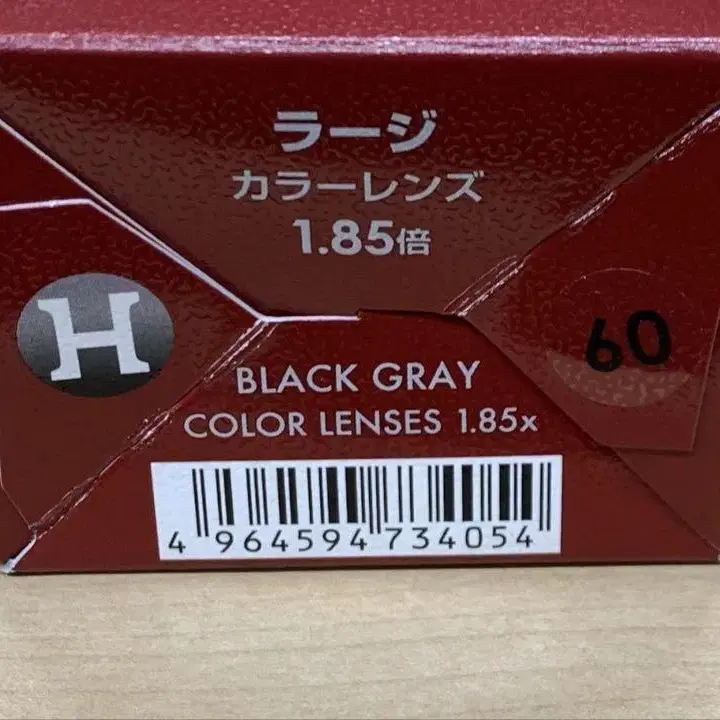 ラージ
カラーレンズ
1.85倍
H
60
BLACK GRAY
COLOR LENSES 1.85x
4 964594 734054